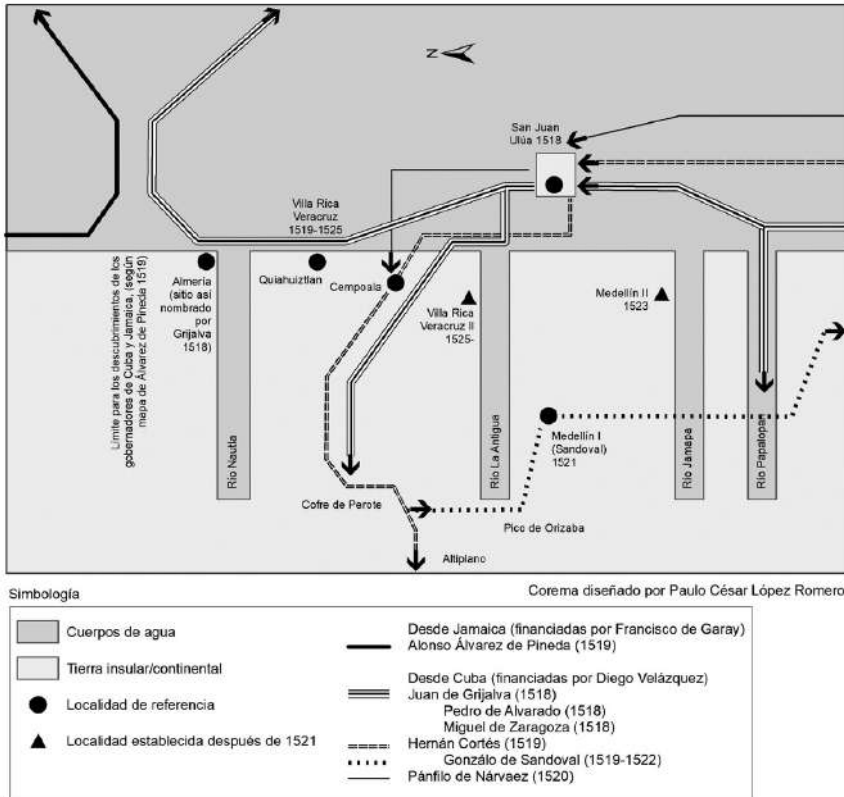 N
San Juan
Ulúa 1518
Villa Rica
Veracruz
1519-1525
Límite para los descubrimientos de los
gobernadores de Cuba y Jamaica, (según
mapa de Álvarez de Pineda 1519)
Almería
(sitio así
nombrado
por
Grijalva
1518)
Quiahuiztlan
Cempoala
Villa Rica
Veracruz II
1525-
Medellín II
1523
Río Nautla
Río La Antigua
Medellín I
(Sandoval)
1521
Río Jamapa
Río Papalopan
Cofre de Perote
Pico de Orizaba
Altiplano
Simbología
Corema diseñado por Paulo César López Romero
Cuerpos de agua
Tierra insular/continental
Localidad de referencia
Localidad establecida después de 1521
Desde Jamaica (financiadas por Francisco de Garay)
Alonso Álvarez de Pineda (1519)
Desde Cuba (financiadas por Diego Velázquez)
Juan de Grijalva (1518)
Pedro de Alvarado (1518)
Miguel de Zaragoza (1518)
Hernán Cortés (1519)
Gonzálo de Sandoval (1519-1522)
Pánfilo de Nárvaez (1520)